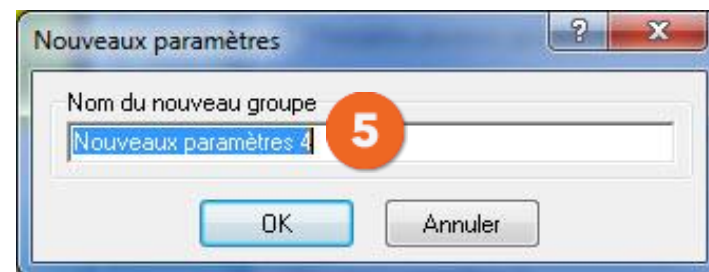 Nouveaux paramètres
?
X
Nom du nouveau groupe
Nouveaux paramètres 4
5
OK
Annuler